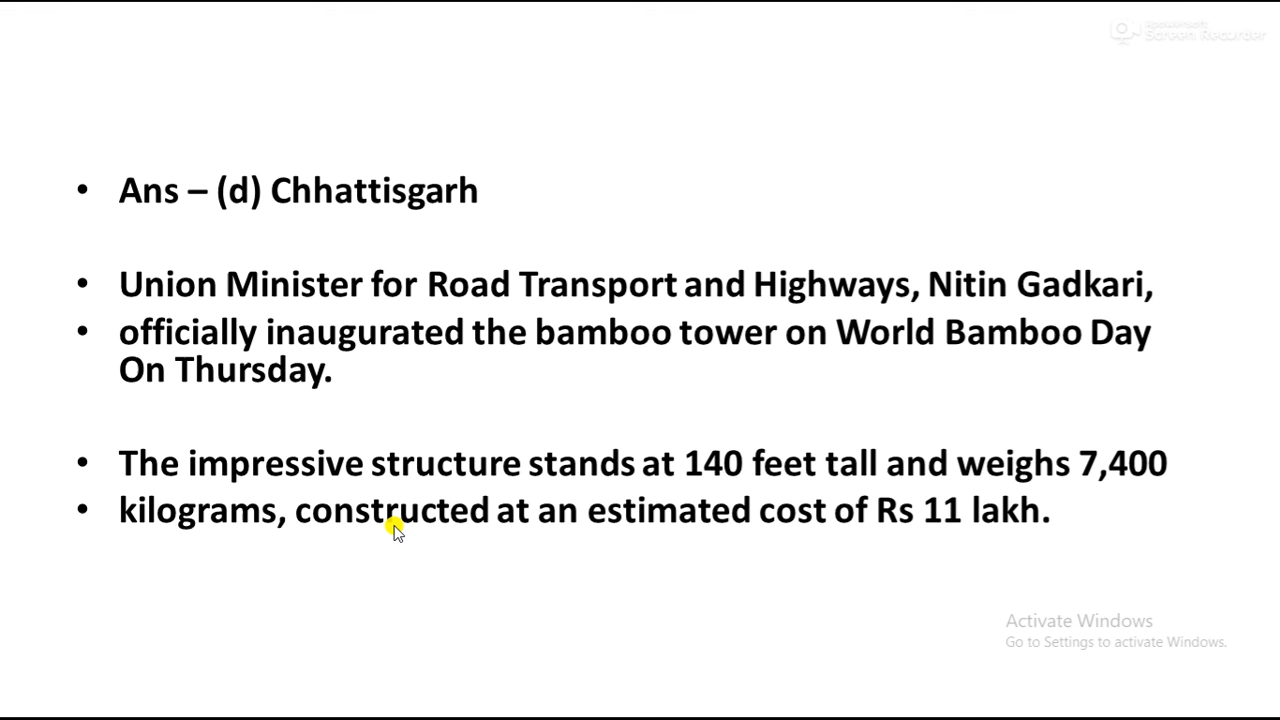 Screen Recorder
• Ans – (d) Chhattisgarh
• Union Minister for Road Transport and Highways, Nitin Gadkari,
• officially inaugurated the bamboo tower on World Bamboo Day
On Thursday.
• The impressive structure stands at 140 feet tall and weighs 7,400
• kilograms, constructed at an estimated cost of Rs 11 lakh.
Activate Windows
Go to Settings to activate Windows.